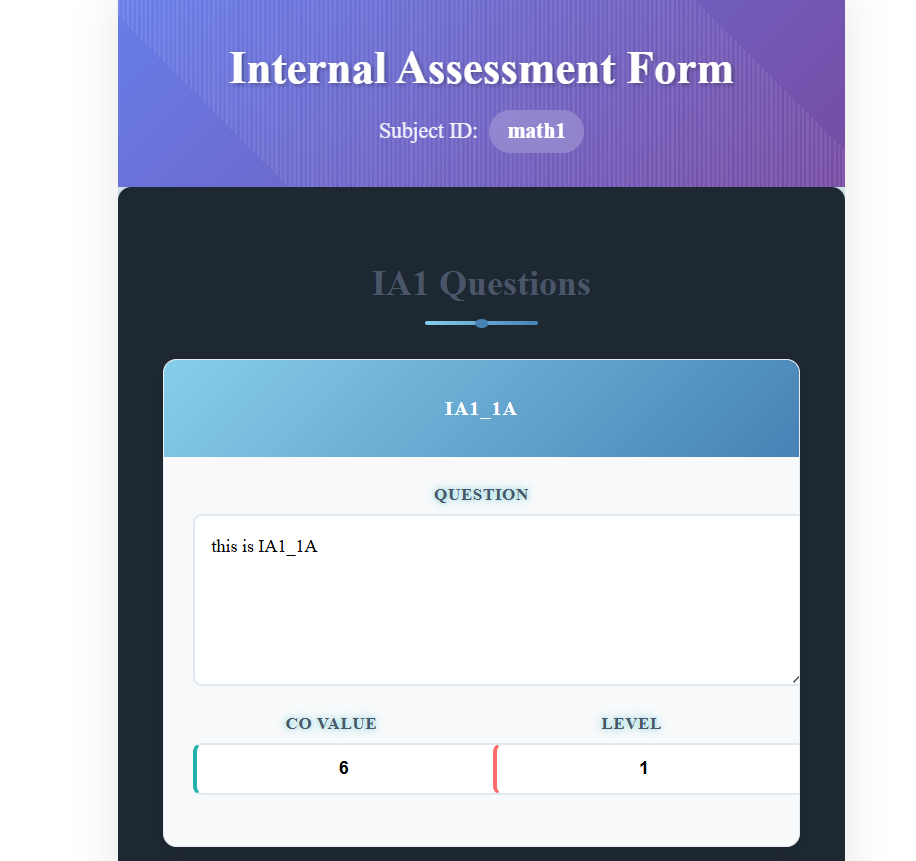 Internal Assessment Form
Subject ID: math1
IA1 Questions
IA1_1A
QUESTION
this is IA1_1A
CO VALUE LEVEL
6 1